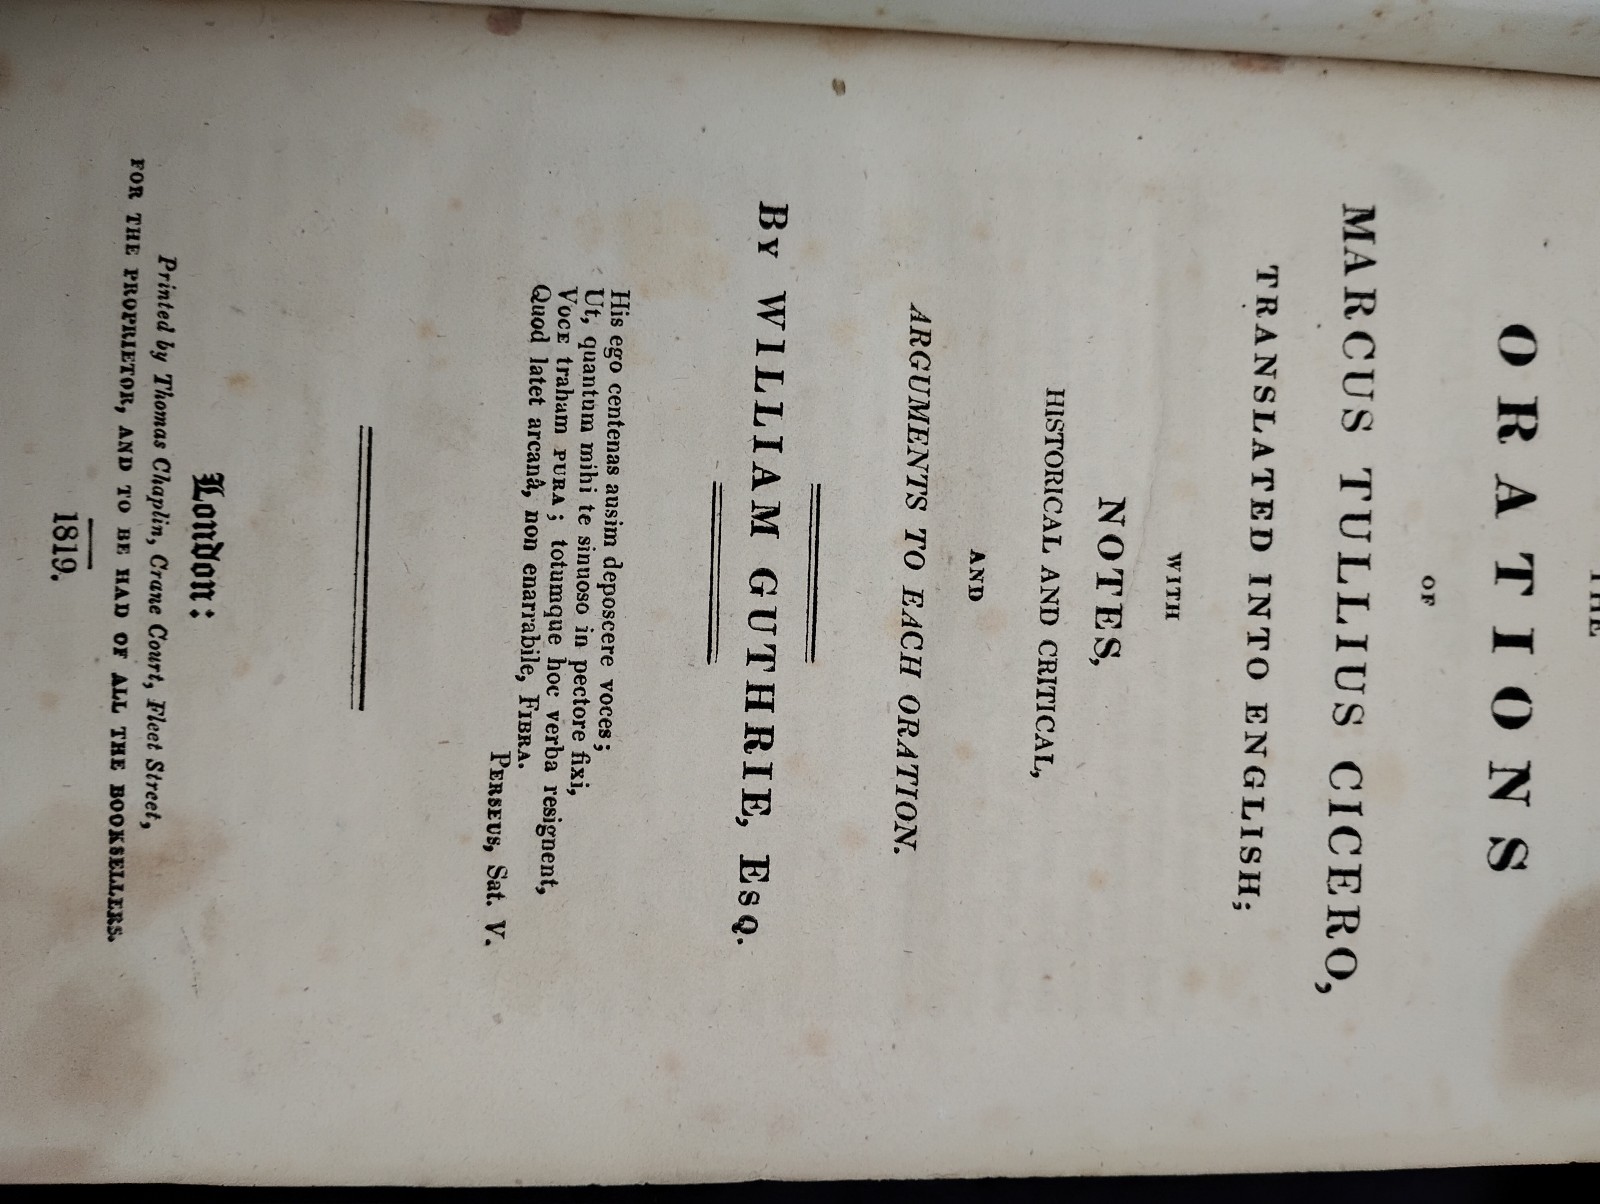 THE
ORATIONS
OF
MARCUS TULLIUS CICERO,
TRANSLATED INTO ENGLISH;
WITH
NOTES,
HISTORICAL AND CRITICAL,
AND
ARGUMENTS TO EACH ORATION.
BY WILLIAM GUTHRIE, ESQ.
His ego centenas ausim deposcere voces;
Ut, quantùm mihi te sinuoso in pectore fixi,
VOCE traham PURA; totumque hoc verba resignent,
Quod latet arcanâ, non enarrabile, FIBRA.
PERSEUS, Sat. V.
London:
Printed by Thomas Chaplin, Crane Court, Fleet Street,
FOR THE PROPRIETOR, AND TO BE HAD OF ALL THE BOOKSELLERS.
1819.